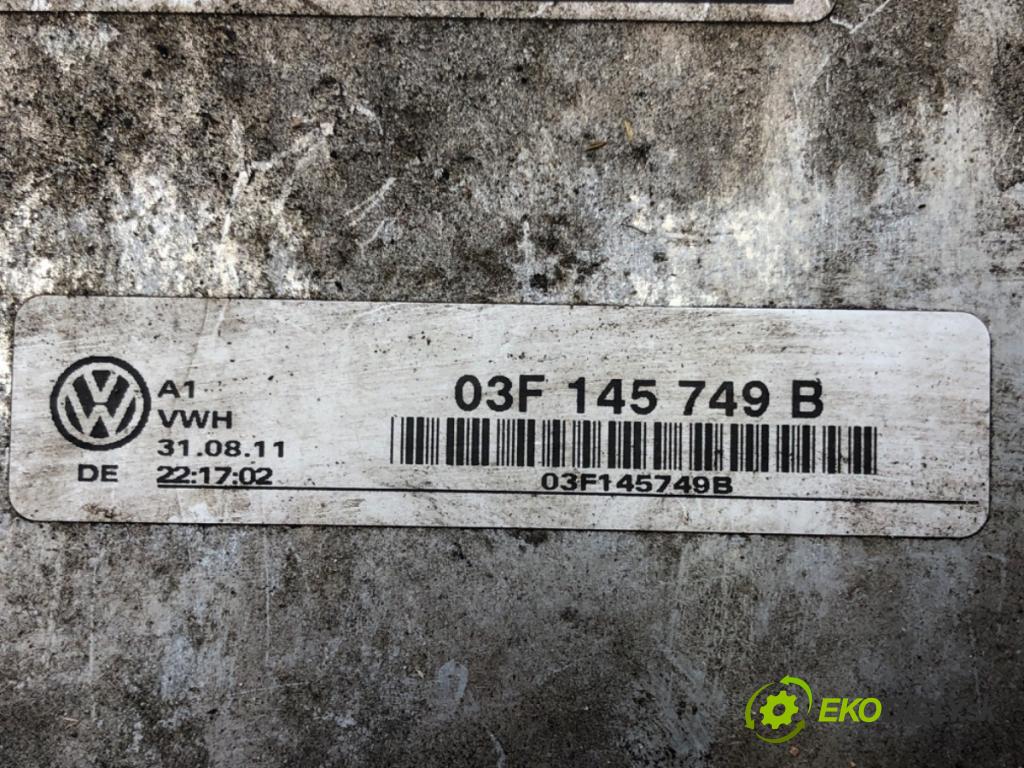 03F 145 749 B
A1
VWH
31.08.11
DE 22:17:02
03F145749B
EKO